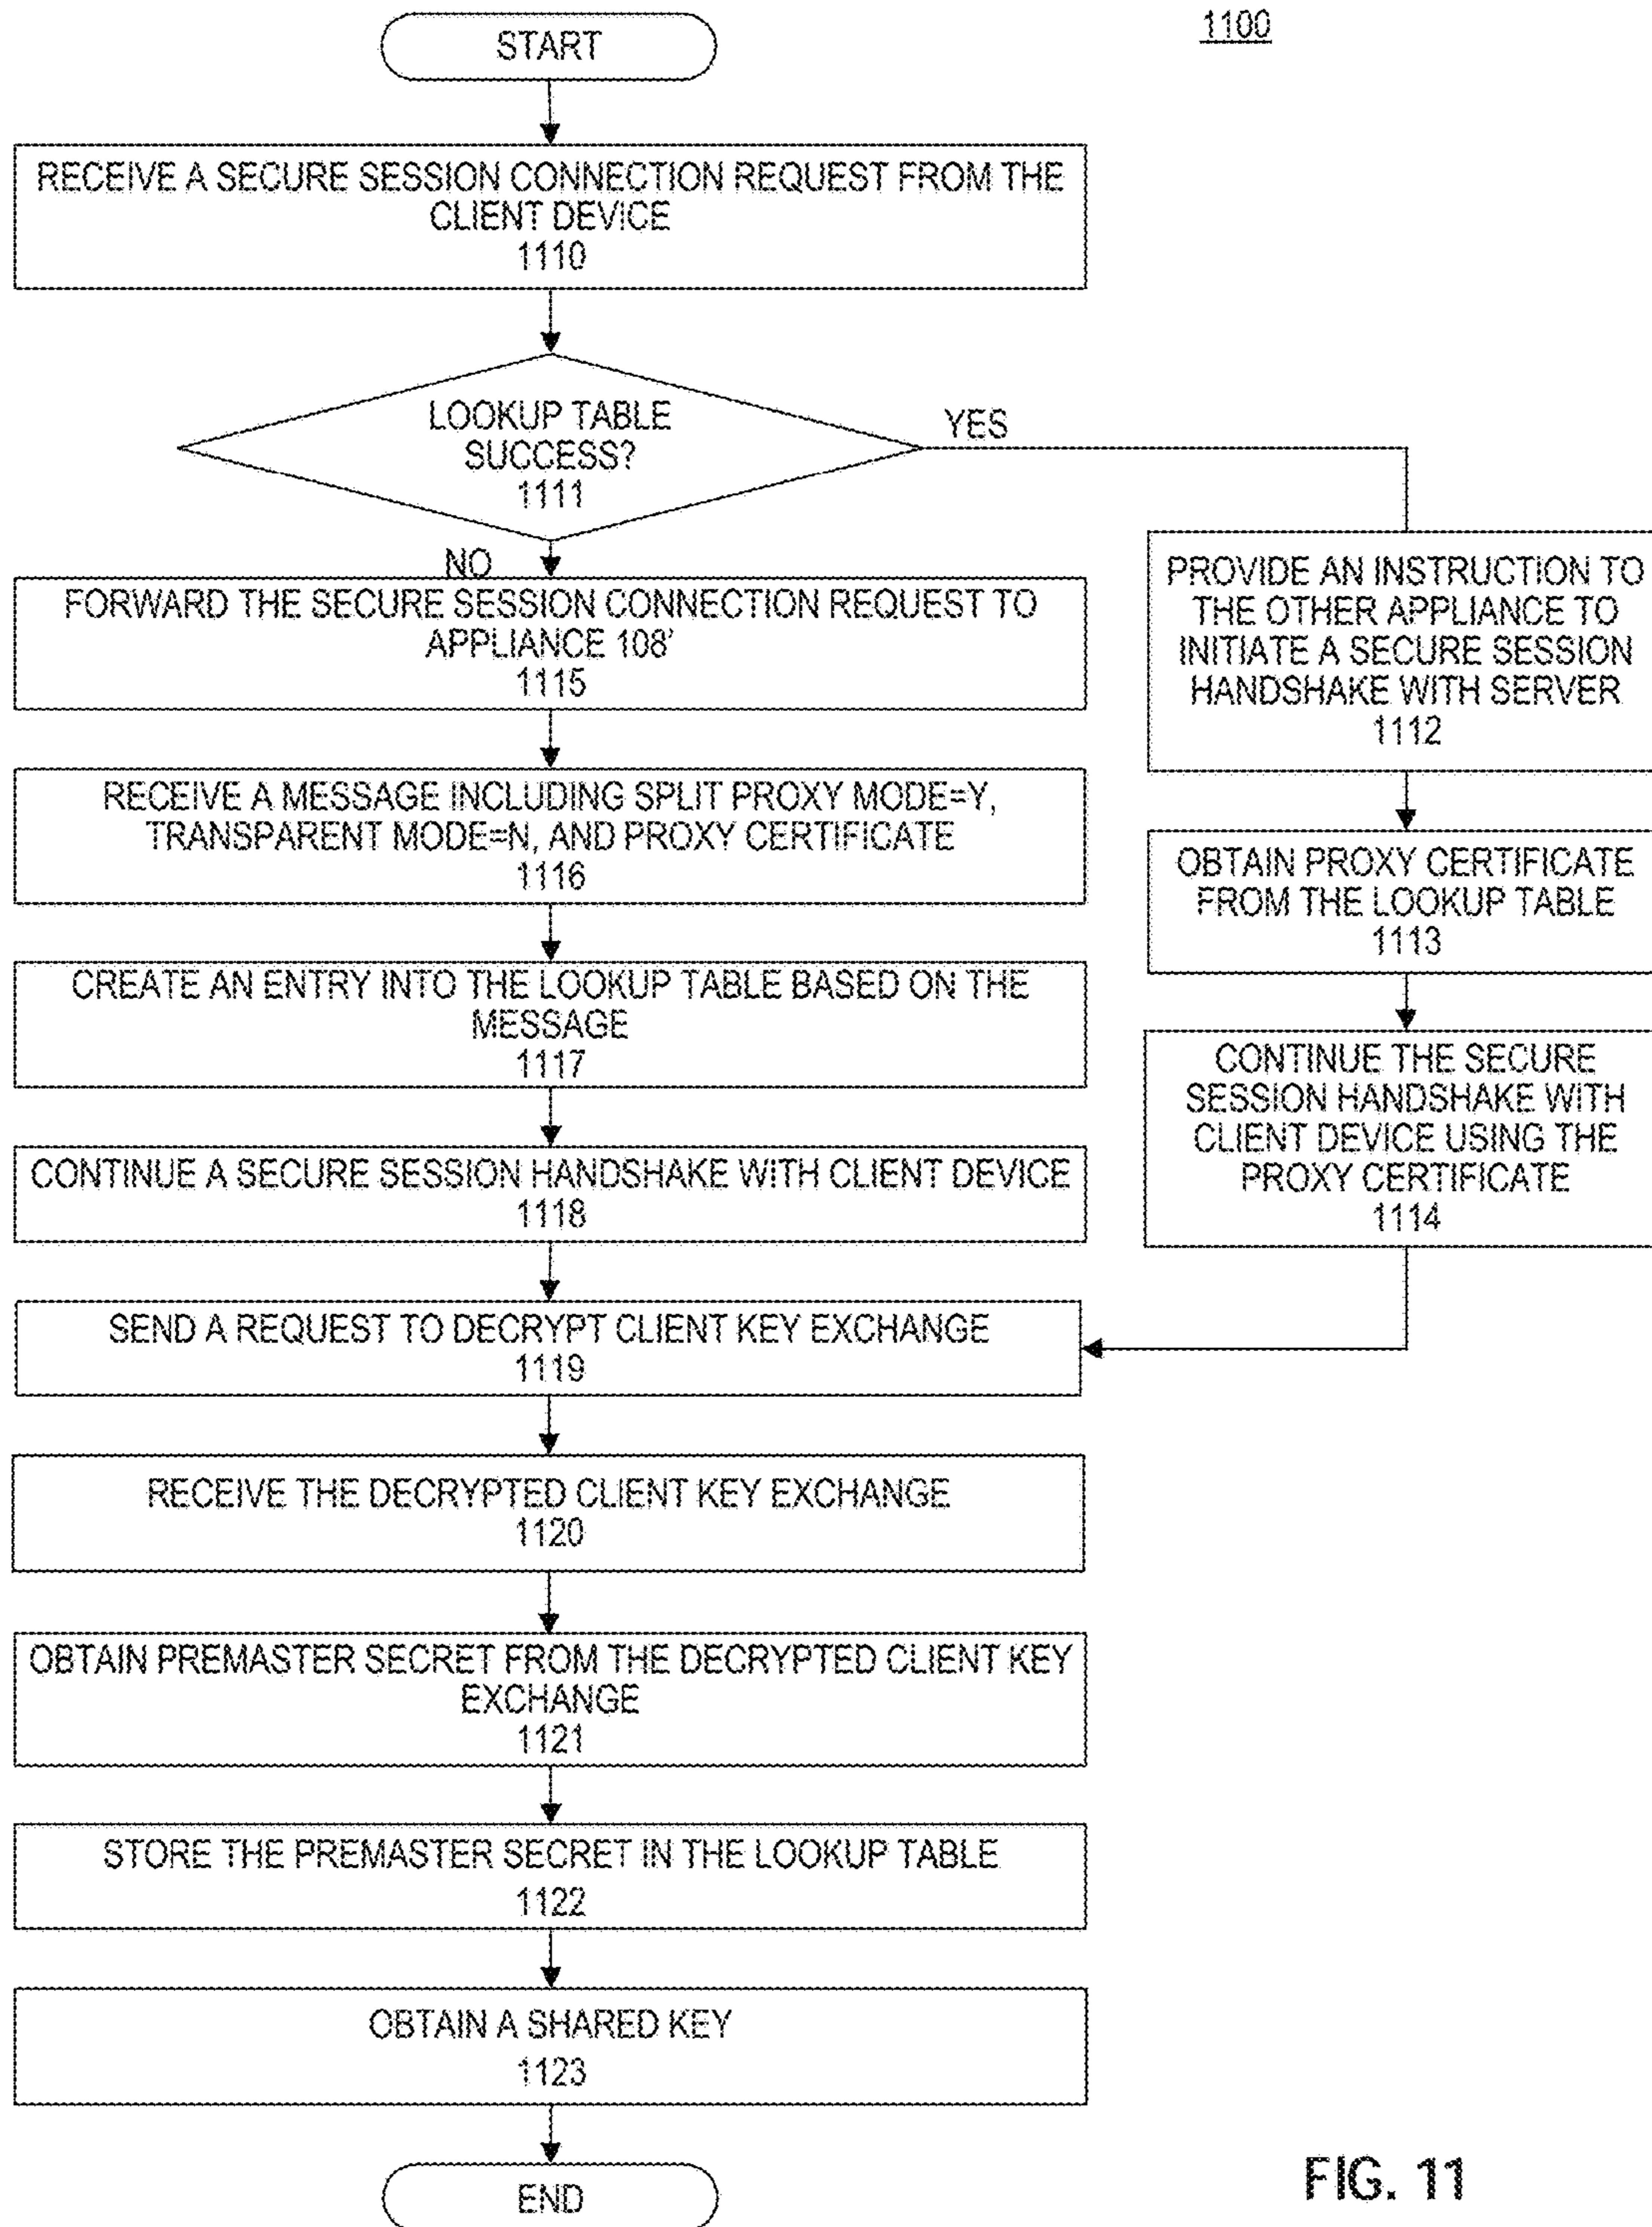 1100
START
RECEIVE A SECURE SESSION CONNECTION REQUEST FROM THE
CLIENT DEVICE
1110
LOOKUP TABLE
SUCCESS?
1111
YES
NO
PROVIDE AN INSTRUCTION TO
THE OTHER APPLIANCE TO
INITIATE A SECURE SESSION
HANDSHAKE WITH SERVER
1112
OBTAIN PROXY CERTIFICATE
FROM THE LOOKUP TABLE
1113
CONTINUE THE SECURE
SESSION HANDSHAKE WITH
CLIENT DEVICE USING THE
PROXY CERTIFICATE
1114
FORWARD THE SECURE SESSION CONNECTION REQUEST TO
APPLIANCE 108'
1115
RECEIVE A MESSAGE INCLUDING SPLIT PROXY MODE=Y,
TRANSPARENT MODE=N, AND PROXY CERTIFICATE
1116
CREATE AN ENTRY INTO THE LOOKUP TABLE BASED ON THE
MESSAGE
1117
CONTINUE A SECURE SESSION HANDSHAKE WITH CLIENT DEVICE
1118
SEND A REQUEST TO DECRYPT CLIENT KEY EXCHANGE
1119
RECEIVE THE DECRYPTED CLIENT KEY EXCHANGE
1120
OBTAIN PREMASTER SECRET FROM THE DECRYPTED CLIENT KEY
EXCHANGE
1121
STORE THE PREMASTER SECRET IN THE LOOKUP TABLE
1122
OBTAIN A SHARED KEY
1123
END
FIG. 11